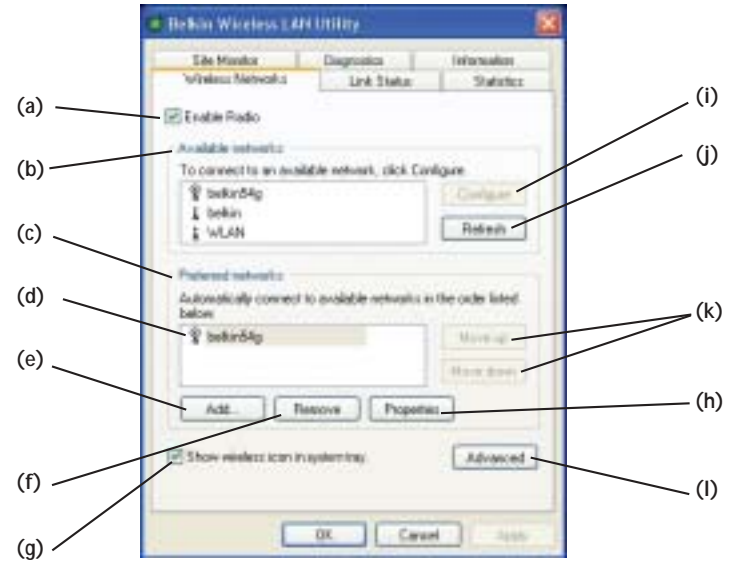 Belkin Wireless LAN Utility
Site Monitor Diagnostics Information
Wireless Networks Link Status Statistics
(a)
Enable Radio
(i)
(b)
Available networks
To connect to an available network, click Configure
(j)
belkin54g
Configure
belkin
WLAN
Refresh
(c)
Preferred networks
Automatically connect to available networks in the order listed
below
(d)
(k)
belkin54g
Move up
Move down
(e)
Add... Remove Properties
(h)
Show wireless icon in system tray.
Advanced
(f)
(l)
(g)
OK Cancel Apply